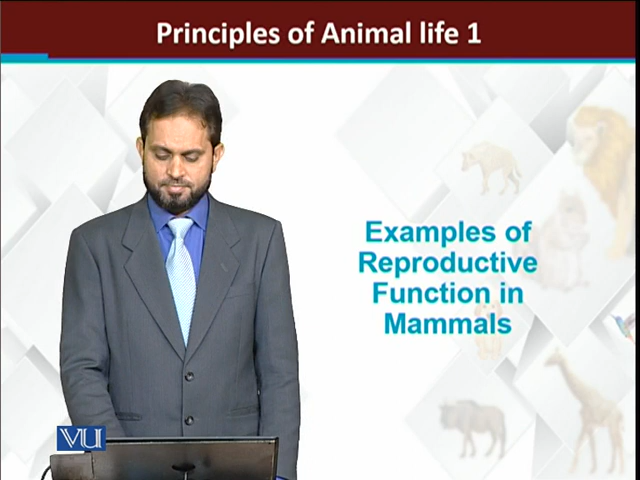 Principles of Animal life 1
Examples of
Reproductive
Function in
Mammals
VU